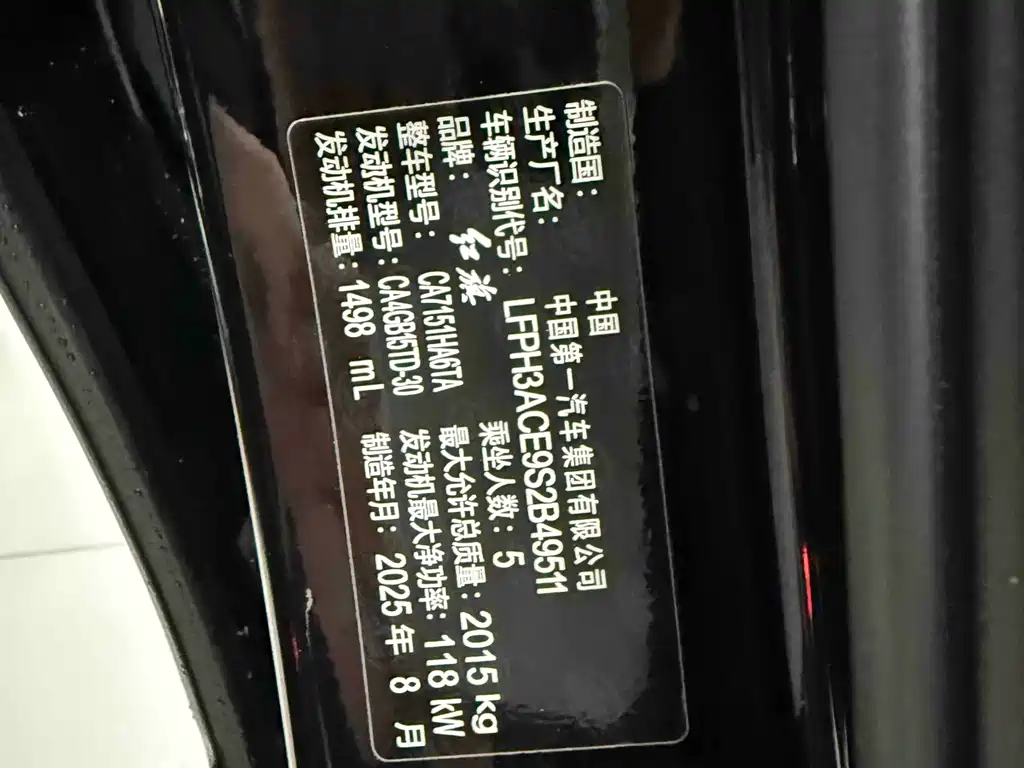 制造国: 中国
生产厂名: 中国第一汽车集团有限公司
车辆识别代号: LFPH3ACE9S2B49511
品牌: 红旗 乘坐人数: 5
整车型号: CA7151HA6TA 最大允许总质量: 2015 kg
发动机型号: CA4GB15TD-30 发动机最大净功率: 118 kW
发动机排量: 1498 mL 制造年月: 2025 年 8 月